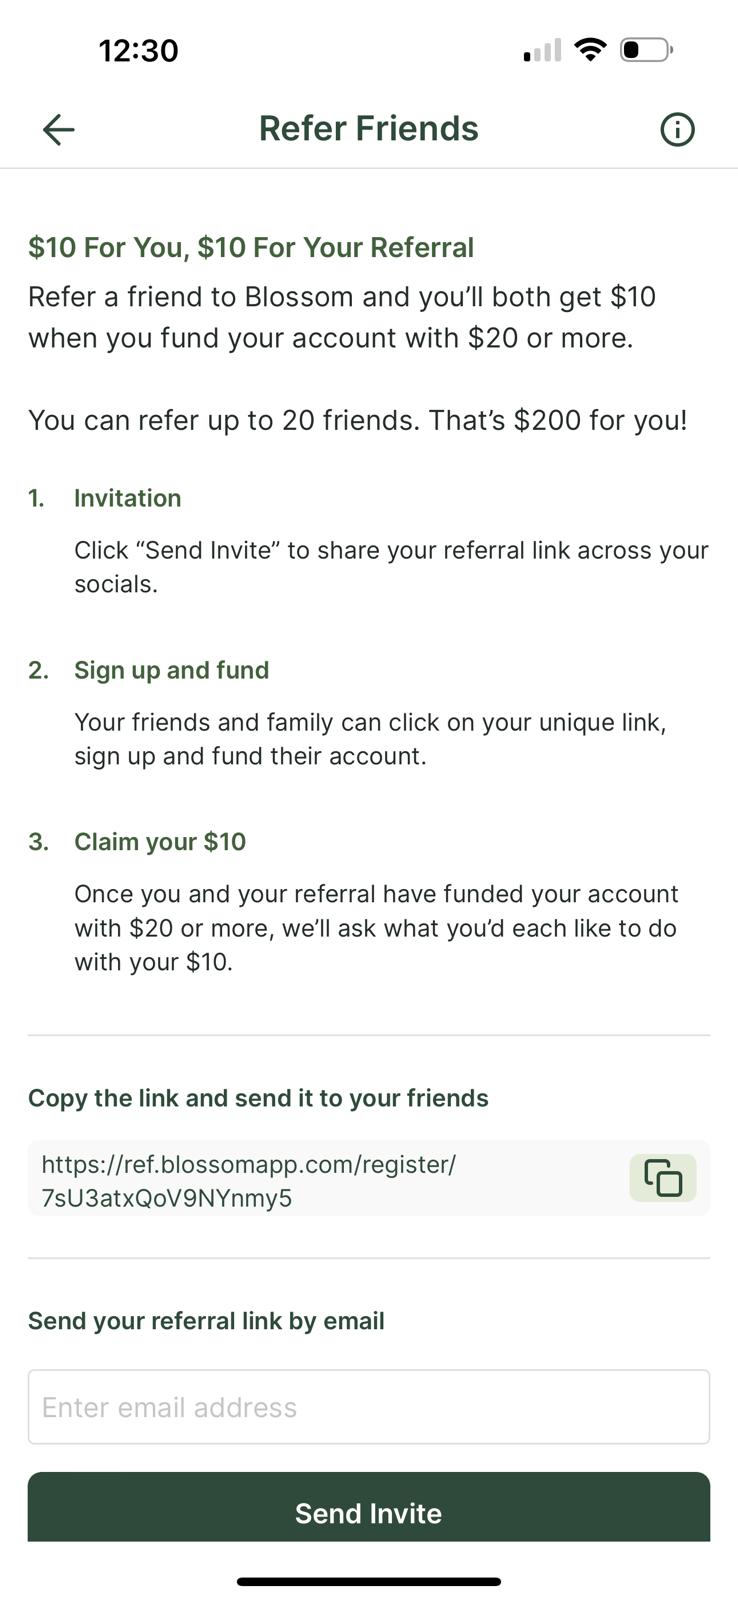 12:30
Refer Friends
$10 For You, $10 For Your Referral
Refer a friend to Blossom and you’ll both get $10
when you fund your account with $20 or more.
You can refer up to 20 friends. That’s $200 for you!
1. Invitation
Click “Send Invite” to share your referral link across your
socials.
2. Sign up and fund
Your friends and family can click on your unique link,
sign up and fund their account.
3. Claim your $10
Once you and your referral have funded your account
with $20 or more, we’ll ask what you’d each like to do
with your $10.
Copy the link and send it to your friends
https://ref.blossomapp.com/register/
7sU3atxQoV9NYnmy5
Send your referral link by email
Enter email address
Send Invite